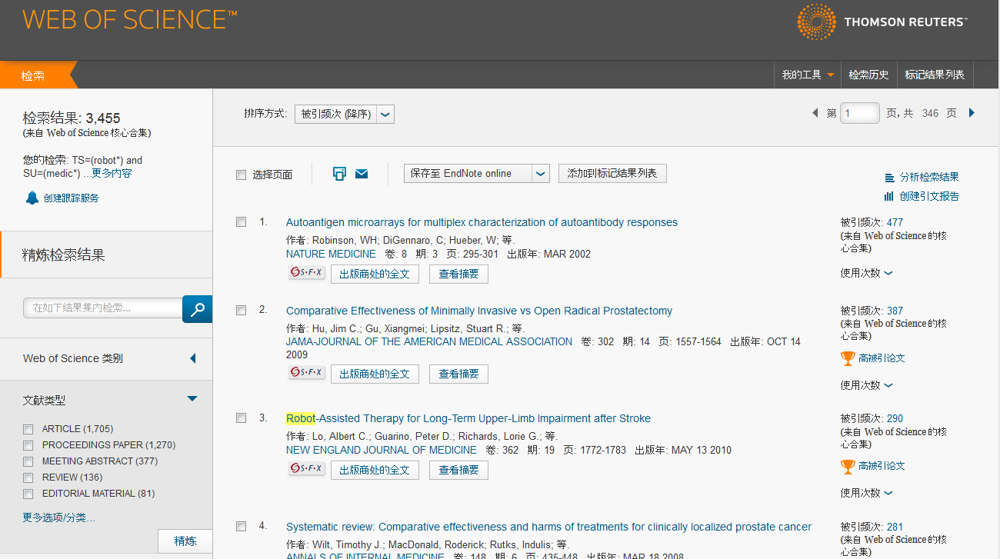 WEB OF SCIENCE™
THOMSON REUTERS™
检索
我的工具
检索历史
标记结果列表
检索结果: 3,455
(来自 Web of Science 核心合集)
您的检索: TS=(robot*) and
SU=(medic*) ...更多内容
创建跟踪服务
精炼检索结果
在如下结果集内检索...
Web of Science 类别
文献类型
ARTICLE (1,705)
PROCEEDINGS PAPER (1,270)
MEETING ABSTRACT (377)
REVIEW (136)
EDITORIAL MATERIAL (81)
更多选项/分类...
精炼
排序方式: 被引频次 (降序)
第 1 页, 共 346 页
选择页面
保存至 EndNote online
添加到标记结果列表
分析检索结果
创建引文报告
1. Autoantigen microarrays for multiplex characterization of autoantibody responses
作者: Robinson, WH; DiGennaro, C; Hueber, W; 等.
NATURE MEDICINE 卷: 8 期: 3 页: 295-301 出版年: MAR 2002
S·F·X 出版商处的全文 查看摘要
被引频次: 477
(来自 Web of Science 的核
心合集)
使用次数
2. Comparative Effectiveness of Minimally Invasive vs Open Radical Prostatectomy
作者: Hu, Jim C.; Gu, Xiangmei; Lipsitz, Stuart R.; 等.
JAMA-JOURNAL OF THE AMERICAN MEDICAL ASSOCIATION 卷: 302 期: 14 页: 1557-1564 出版年: OCT 14
2009
S·F·X 出版商处的全文 查看摘要
被引频次: 387
(来自 Web of Science 的核
心合集)
高被引论文
使用次数
3. Robot-Assisted Therapy for Long-Term Upper-Limb Impairment after Stroke
作者: Lo, Albert C.; Guarino, Peter D.; Richards, Lorie G.; 等.
NEW ENGLAND JOURNAL OF MEDICINE 卷: 362 期: 19 页: 1772-1783 出版年: MAY 13 2010
S·F·X 出版商处的全文 查看摘要
被引频次: 290
(来自 Web of Science 的核
心合集)
高被引论文
使用次数
4. Systematic review: Comparative effectiveness and harms of treatments for clinically localized prostate cancer
作者: Wilt, Timothy J.; MacDonald, Roderick; Rutks, Indulis; 等.
ANNALS OF INTERNAL MEDICINE 卷: 148 期: 6 页: 435-448 出版年: MAR 18 2008
被引频次: 281
(来自 Web of Science 的核
心合集)